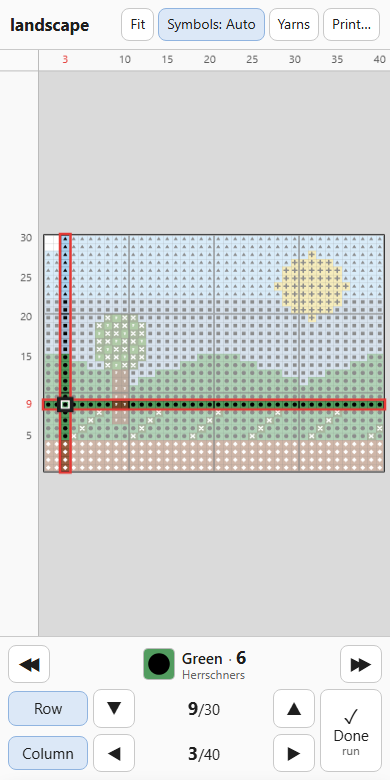 landscape Fit Symbols: Auto Yarns Print...
3 10 15 20 25 30 35 40
30
25
20
15
9
5
Green · 6
Herrschners
Row 9/30
Done
run
Column 3/40